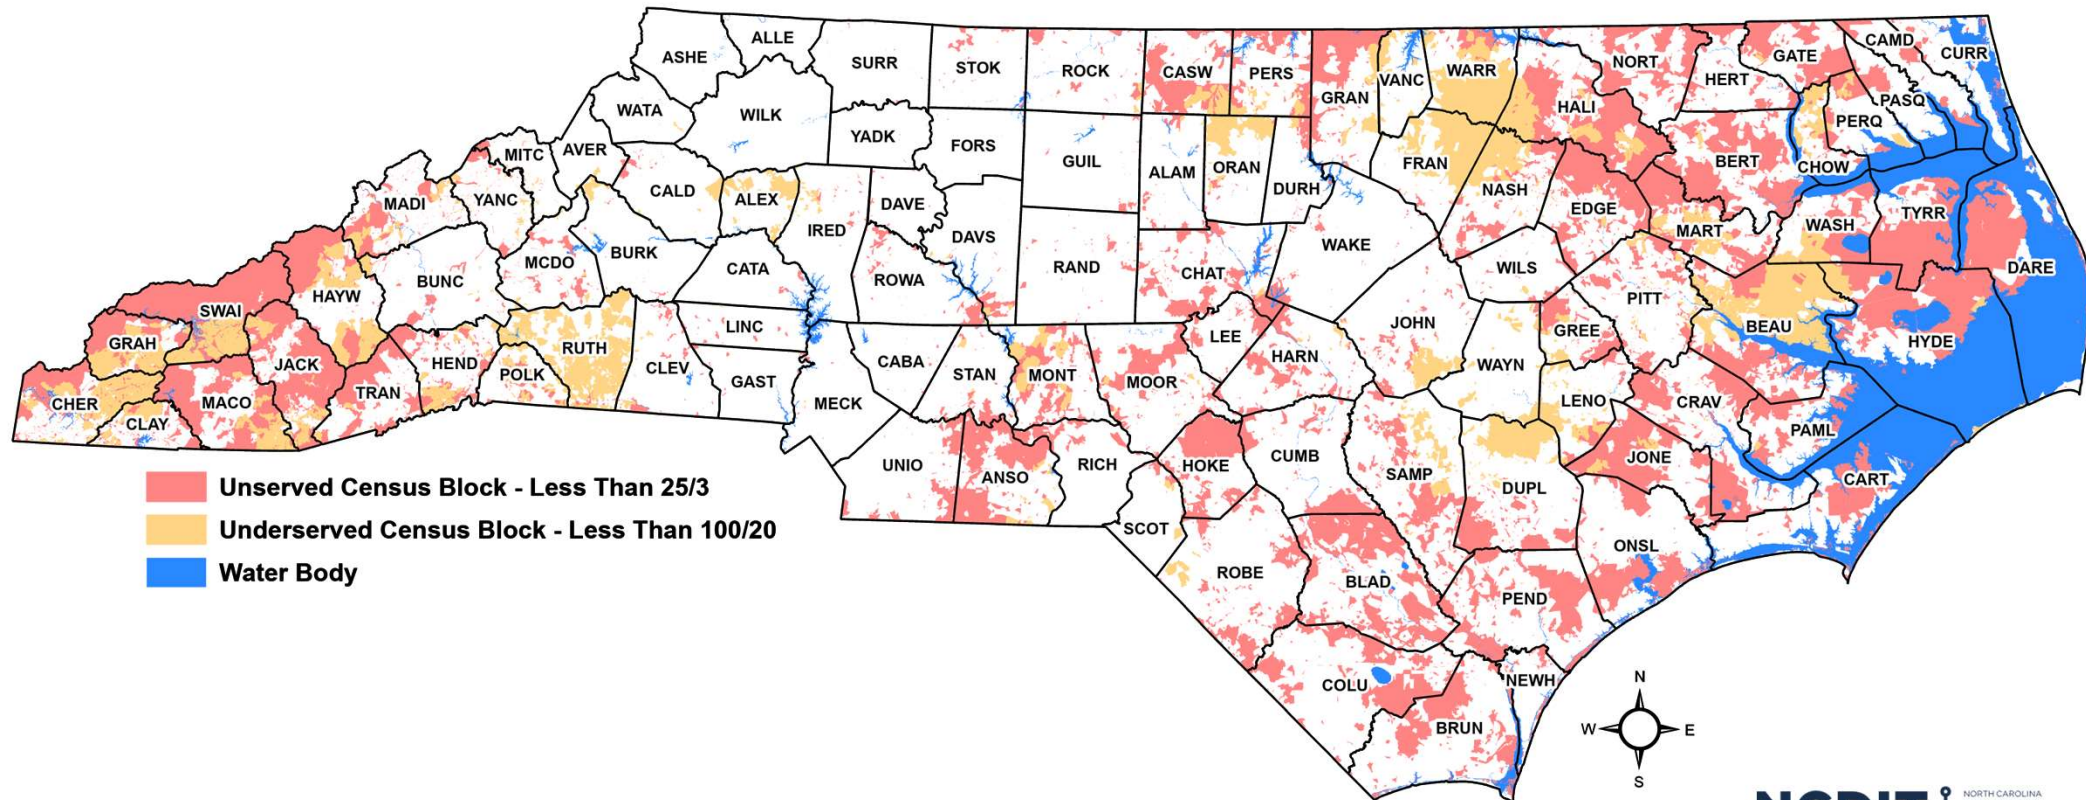 ASHE
ALLE
SURR
STOK
ROCK
CASW
PERS
GRAN
VANC
WARR
HALI
NORT
HERT
GATE
CAMD
CURR
PASQ
PERQ
CHOW
BERT
WATA
WILK
YADK
FORS
GUIL
ALAM
ORAN
DURH
FRAN
NASH
EDGE
MART
WASH
TYRR
DARE
MITC
AVER
YANC
MADI
CALD
ALEX
IRED
DAVE
DAVS
RAND
CHAT
WAKE
WILS
PITT
BEAU
HYDE
SWAI
HAYW
BUNC
MCDO
BURK
CATA
ROWA
LEE
HARN
JOHN
WAYN
GREE
GRAH
JACK
HEND
RUTH
LINC
CABA
STAN
MONT
MOOR
LENO
CRAV
PAML
CHER
CLAY
MACO
TRAN
POLK
CLEV
GAST
MECK
UNIO
ANSO
RICH
HOKE
CUMB
SAMP
DUPL
JONE
CART
SCOT
ROBE
BLAD
PEND
ONSL
COLU
BRUN
NEWH
Unserved Census Block - Less Than 25/3
Underserved Census Block - Less Than 100/20
Water Body
N
W E
S
NORTH CAROLINA